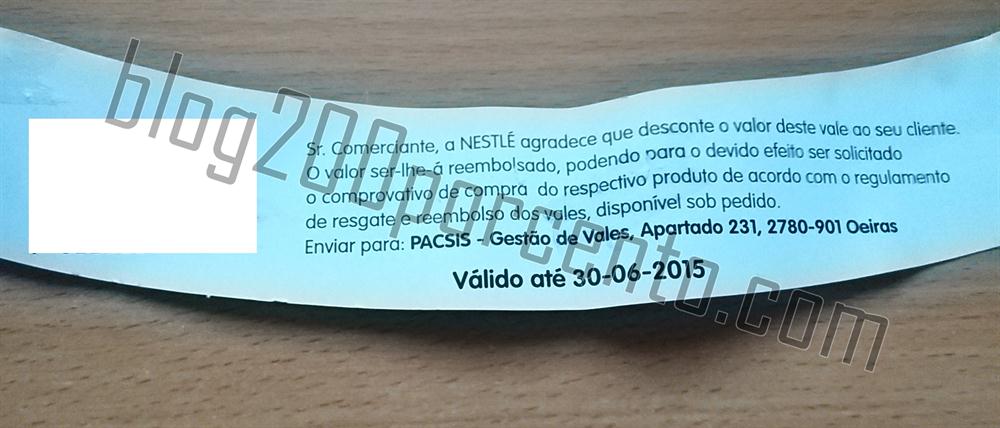 Sr. Comerciante, a NESTLÉ agradece que desconte o valor deste vale ao seu cliente.
O valor ser-lhe-á reembolsado, podendo para o devido efeito ser solicitado
o comprovativo de compra do respectivo produto de acordo com o regulamento
de resgate e reembolso dos vales, disponível sob pedido.
Enviar para: PACSIS - Gestão de Vales, Apartado 231, 2780-901 Oeiras
Válido até 30-06-2015
blog200porcento.com